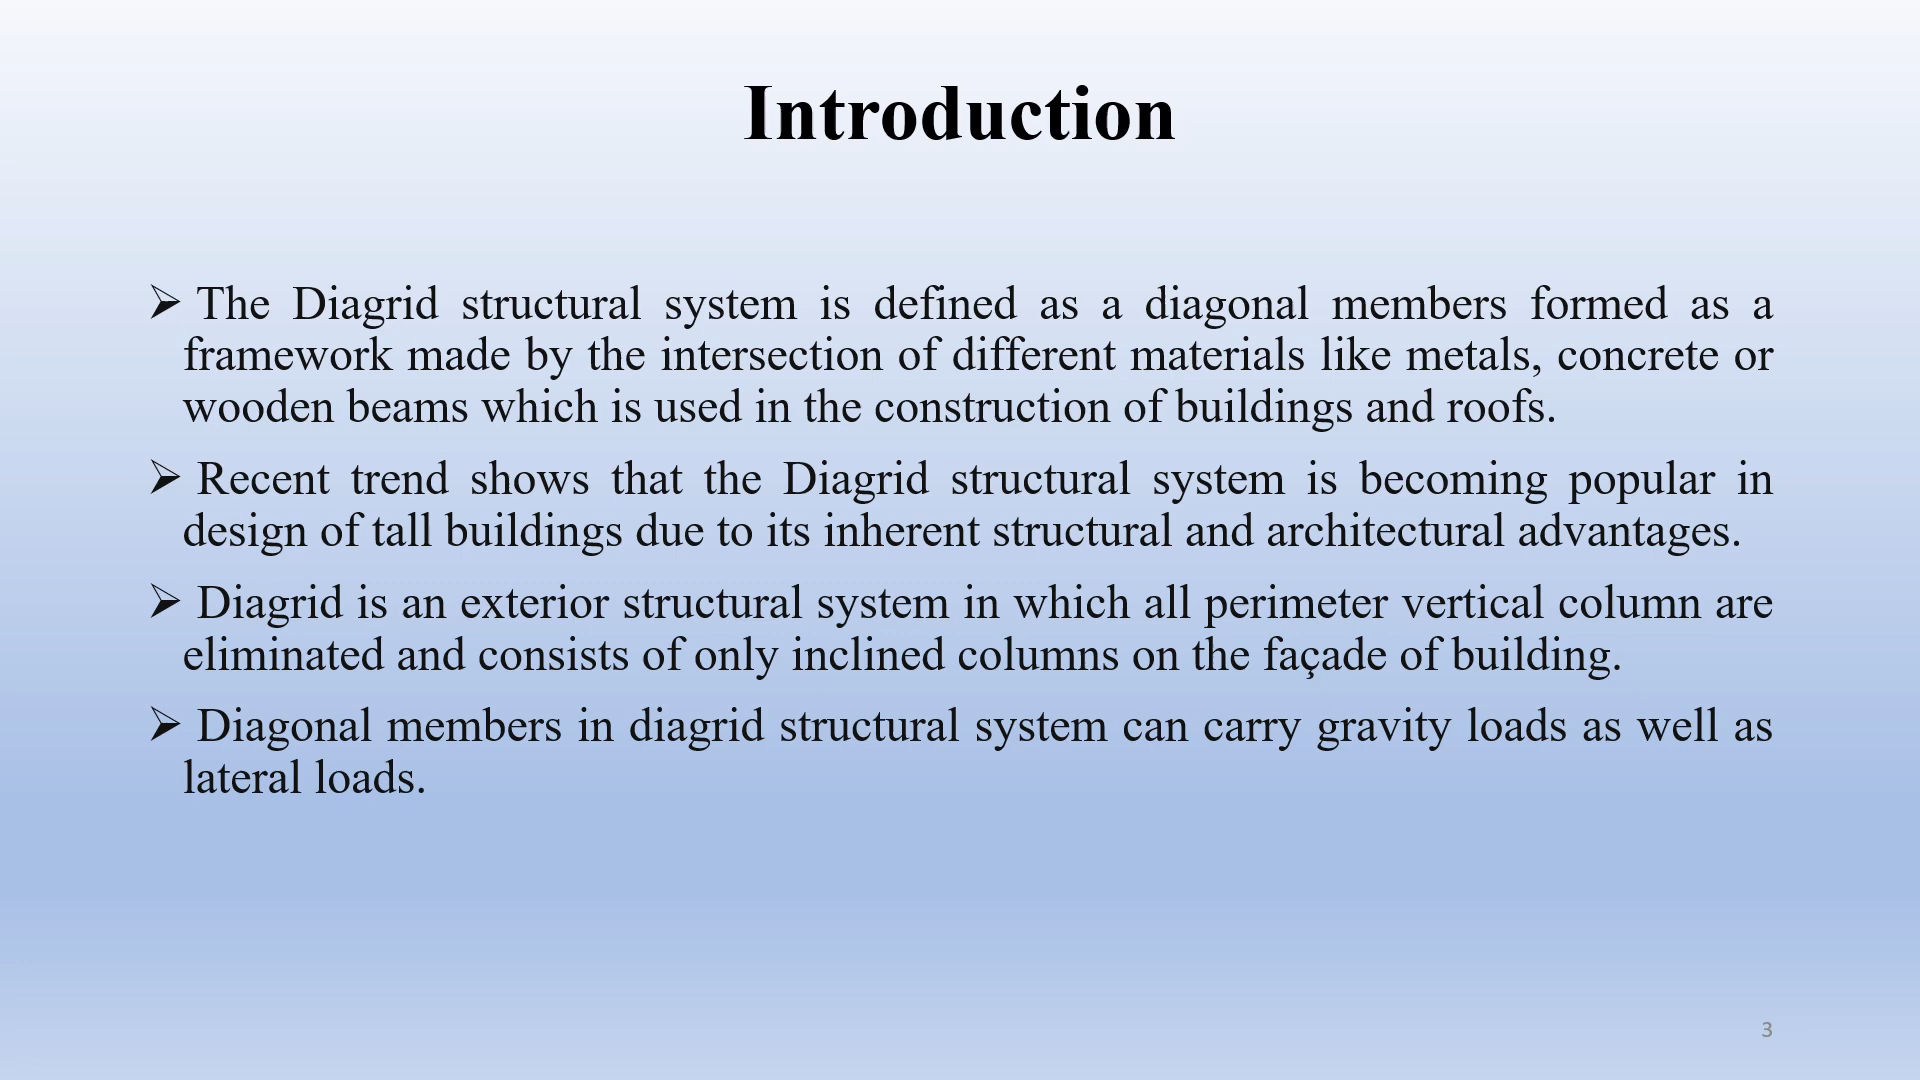 Introduction
➢ The Diagrid structural system is defined as a diagonal members formed as a
framework made by the intersection of different materials like metals, concrete or
wooden beams which is used in the construction of buildings and roofs.
➢ Recent trend shows that the Diagrid structural system is becoming popular in
design of tall buildings due to its inherent structural and architectural advantages.
➢ Diagrid is an exterior structural system in which all perimeter vertical column are
eliminated and consists of only inclined columns on the façade of building.
➢ Diagonal members in diagrid structural system can carry gravity loads as well as
lateral loads.
3